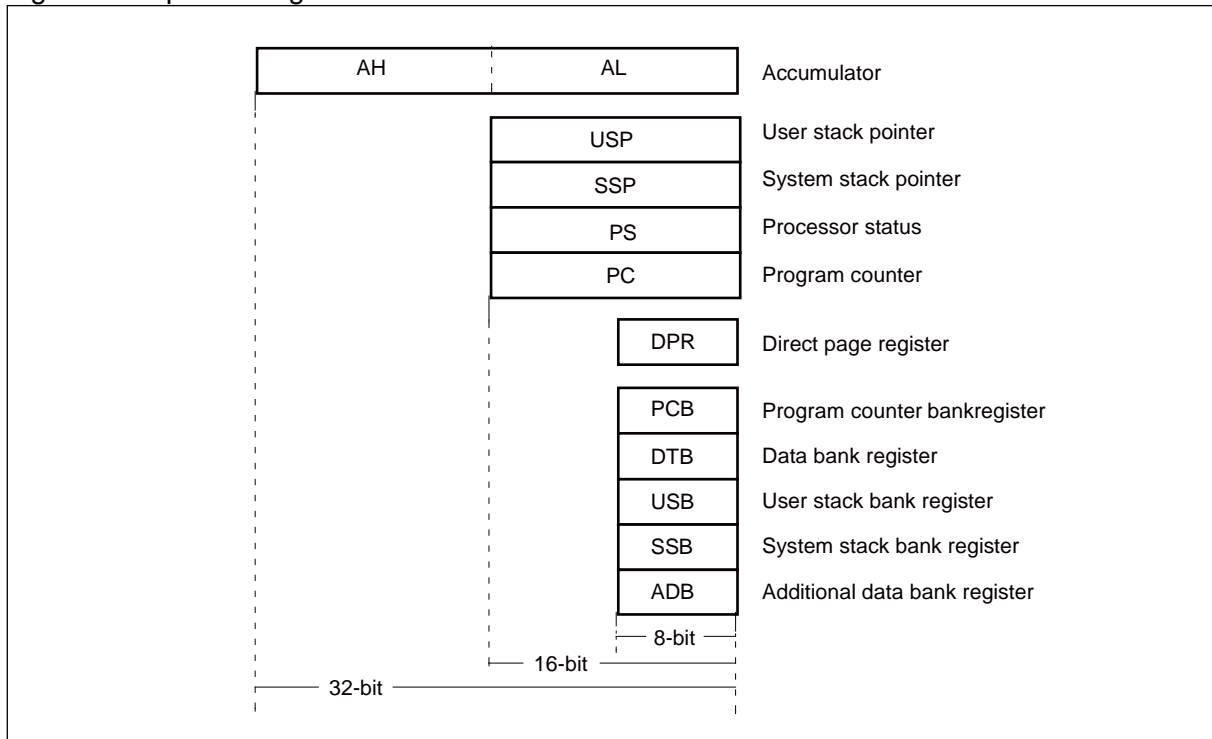 AH AL Accumulator
USP User stack pointer
SSP System stack pointer
PS Processor status
PC Program counter
DPR Direct page register
PCB Program counter bankregister
DTB Data bank register
USB User stack bank register
SSB System stack bank register
ADB Additional data bank register
8-bit
16-bit
32-bit